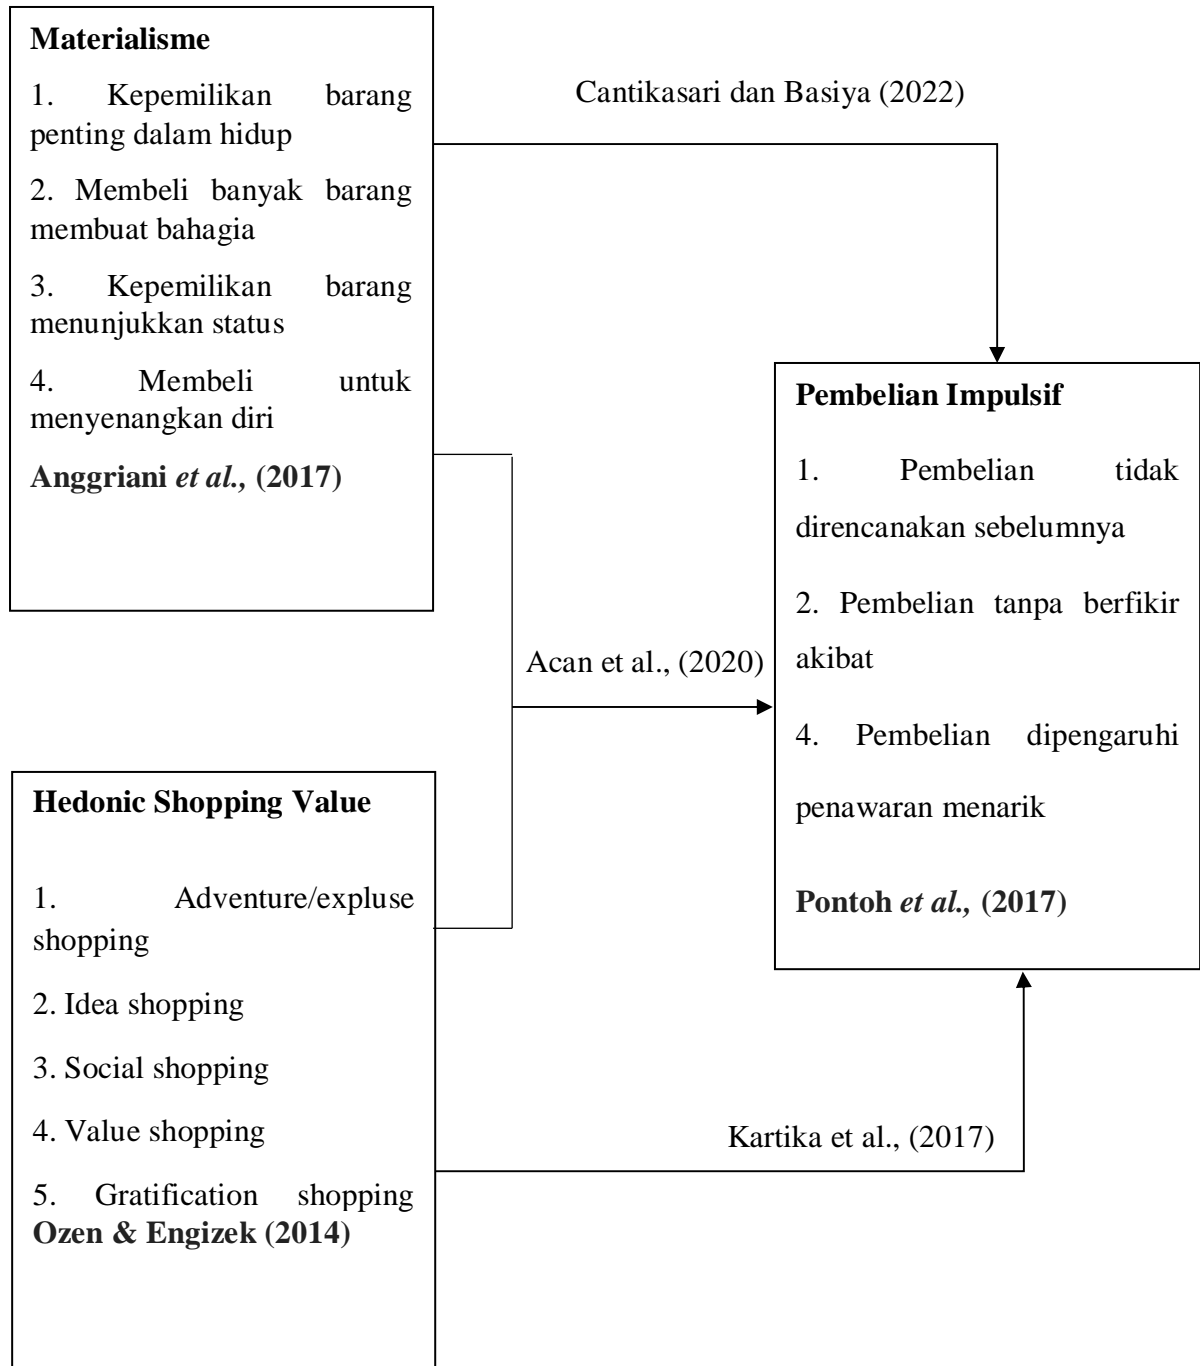 Materialisme
1. Kepemilikan barang
penting dalam hidup
2. Membeli banyak barang
membuat bahagia
3. Kepemilikan barang
menunjukkan status
4. Membeli untuk
menyenangkan diri
Anggriani et al., (2017)
Cantikasari dan Basiya (2022)
Pembelian Impulsif
1. Pembelian tidak
direncanakan sebelumnya
2. Pembelian tanpa berfikir
akibat
4. Pembelian dipengaruhi
penawaran menarik
Pontoh et al., (2017)
Acan et al., (2020)
Hedonic Shopping Value
1. Adventure/expluse
shopping
2. Idea shopping
3. Social shopping
4. Value shopping
5. Gratification shopping
Ozen & Engizek (2014)
Kartika et al., (2017)